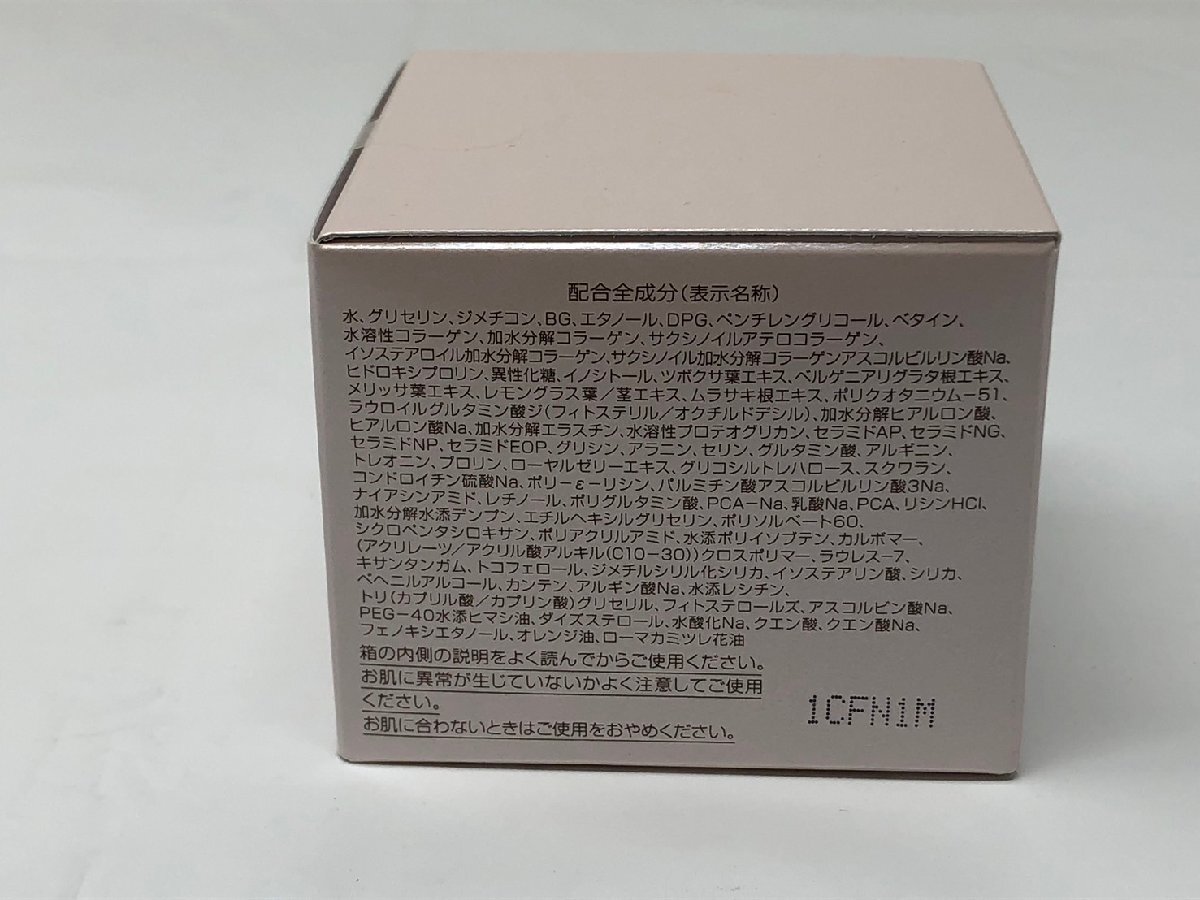 配合全成分(表示名称)
水、グリセリン、ジメチコン、BG、エタノール、DPG、ペンチレングリコール、ベタイン、
水溶性コラーゲン、加水分解コラーゲン、サクシノイルアテロコラーゲン、
イソステアロイル加水分解コラーゲン、サクシノイル加水分解コラーゲンアスコルビルリン酸Na、
ヒドロキシプロリン、異性化糖、イノシトール、ツボクサ葉エキス、ベルゲニアリグラタ根エキス、
メリッサ葉エキス、レモングラス葉/茎エキス、ムラサキ根エキス、ポリクオタニウム-51、
ラウロイルグルタミン酸ジ(フィトステリル/オクチルドデシル)、加水分解ヒアルロン酸、
ヒアルロン酸Na、加水分解エラスチン、水溶性プロテオグリカン、セラミドAP、セラミドNG、
セラミドNP、セラミドEOP、グリシン、アラニン、セリン、グルタミン酸、アルギニン、
トレオニン、プロリン、ローヤルゼリーエキス、グリコシルトレハロース、スクワラン、
コンドロイチン硫酸Na、ポリ-ε-リシン、パルミチン酸アスコルビルリン酸3Na、
ナイアシンアミド、レチノール、ポリグルタミン酸、PCA-Na、乳酸Na、PCA、リシンHCl、
加水分解水添デンプン、エチルヘキシルグリセリン、ポリソルベート60、
シクロペンタシロキサン、ポリアクリルアミド、水添ポリイソブテン、カルボマー、
(アクリレーツ/アクリル酸アルキル(C10-30))クロスポリマー、ラウレス-7、
キサンタンガム、トコフェロール、ジメチルシリル化シリカ、イソステアリン酸、シリカ、
ベヘニルアルコール、カンテン、アルギン酸Na、水添レシチン、
トリ(カプリル酸/カプリン酸)グリセリル、フィトステロールズ、アスコルビン酸Na、
PEG-40水添ヒマシ油、ダイズステロール、水酸化Na、クエン酸、クエン酸Na、
フェノキシエタノール、オレンジ油、ローマカミツレ花油
箱の内側の説明をよく読んでからご使用ください。
お肌に異常が生じていないかよく注意してご使用
ください。
お肌に合わないときはご使用をおやめください。
1CFN1M